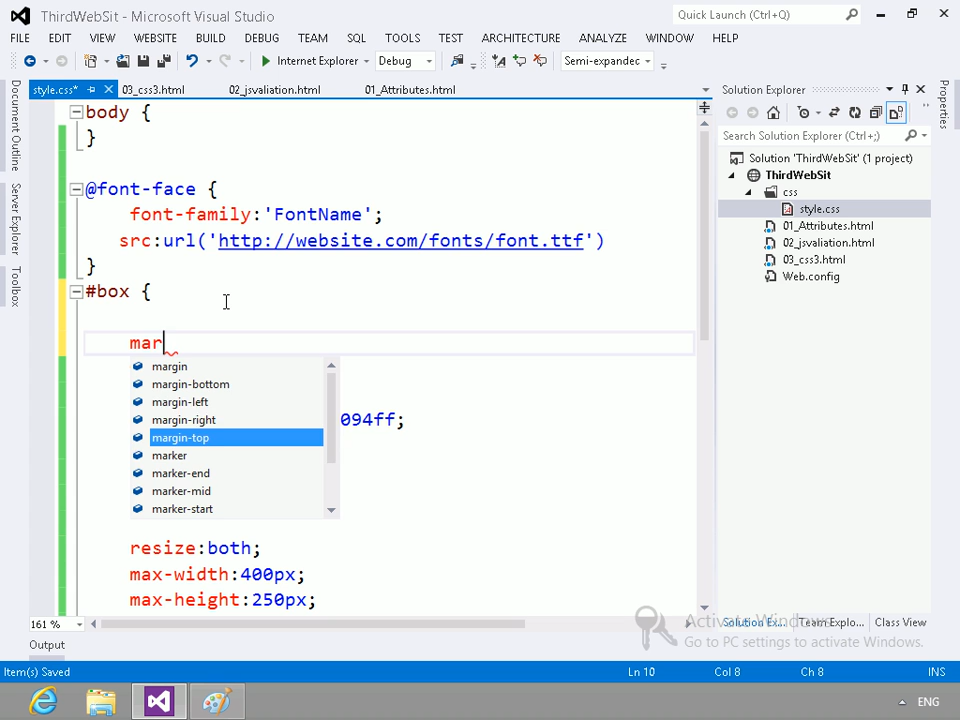 ThirdWebSit - Microsoft Visual Studio
Quick Launch (Ctrl+Q)
FILE EDIT VIEW WEBSITE BUILD DEBUG TEAM SQL TOOLS TEST ARCHITECTURE ANALYZE WINDOW HELP
Internet Explorer Debug Semi-expandec
Document Outline
Server Explorer
Toolbox
style.css* 03_css3.html 02_jsvaliation.html 01_Attributes.html
body {
}
@font-face {
font-family:'FontName';
src:url('http://website.com/fonts/font.ttf')
}
#box {
mar
margin
margin-bottom
margin-left
margin-right
margin-top
marker
marker-end
marker-mid
marker-start
094ff;
resize:both;
max-width:400px;
max-height:250px;
161 %
Output
Solution Explorer
Search Solution Explorer (Ctrl+;)
Solution 'ThirdWebSit' (1 project)
ThirdWebSit
css
style.css
01_Attributes.html
02_jsvaliation.html
03_css3.html
Web.config
Properties
Solution Ex... Team Explo... Class View
Activate Windows
Go to PC settings to activate Windows.
Item(s) Saved Ln 10 Col 8 Ch 8 INS
ENG